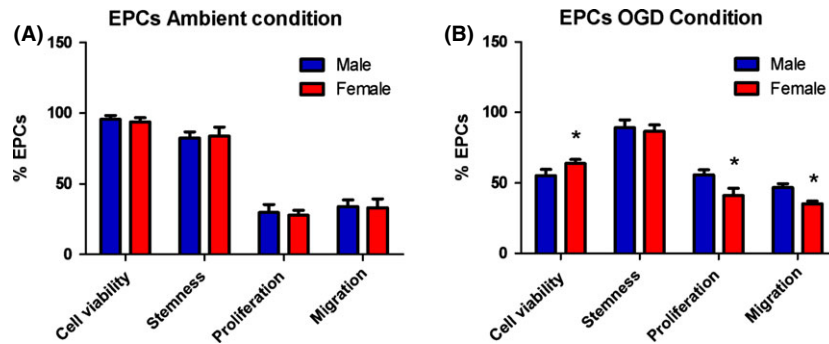 (A)
EPCs Ambient condition
150
100
50
0
% EPCs
Male
Female
Cell viability
Stemness
Proliferation
Migration
(B)
EPCs OGD Condition
150
100
50
0
% EPCs
Male
Female
*
*
*
Cell viability
Stemness
Proliferation
Migration